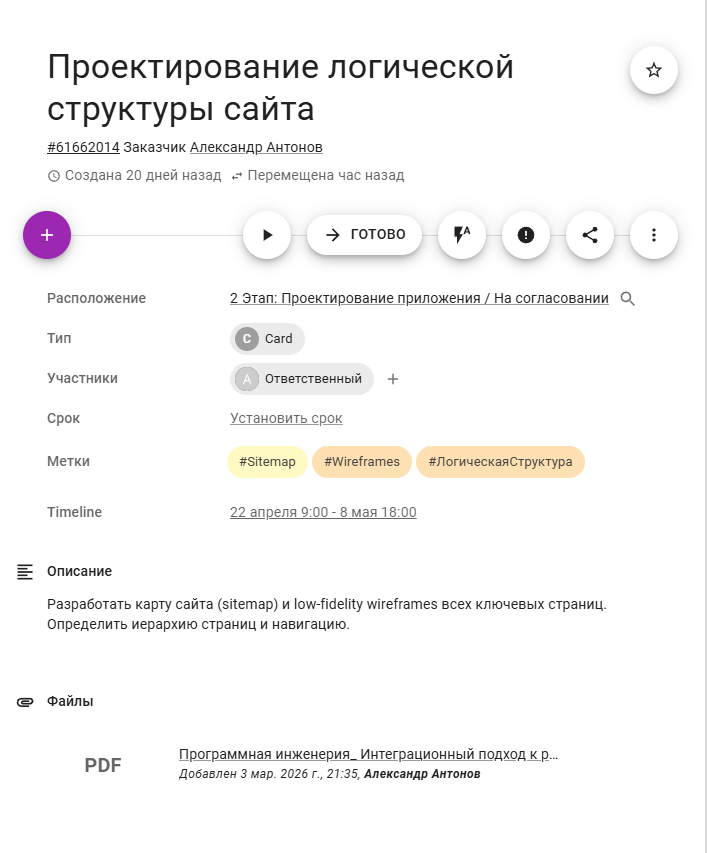 Проектирование логической
структуры сайта
#61662014 Заказчик Александр Антонов
Создана 20 дней назад Перемещена час назад
ГОТОВО
Расположение 2 Этап: Проектирование приложения / На согласовании
Тип C Card
Участники A Ответственный
Срок Установить срок
Метки #Sitemap #Wireframes #ЛогическаяСтруктура
Timeline 22 апреля 9:00 - 8 мая 18:00
Описание
Разработать карту сайта (sitemap) и low-fidelity wireframes всех ключевых страниц.
Определить иерархию страниц и навигацию.
Файлы
PDF Программная инженерия_ Интеграционный подход к р…
Добавлен 3 мар. 2026 г., 21:35, Александр Антонов